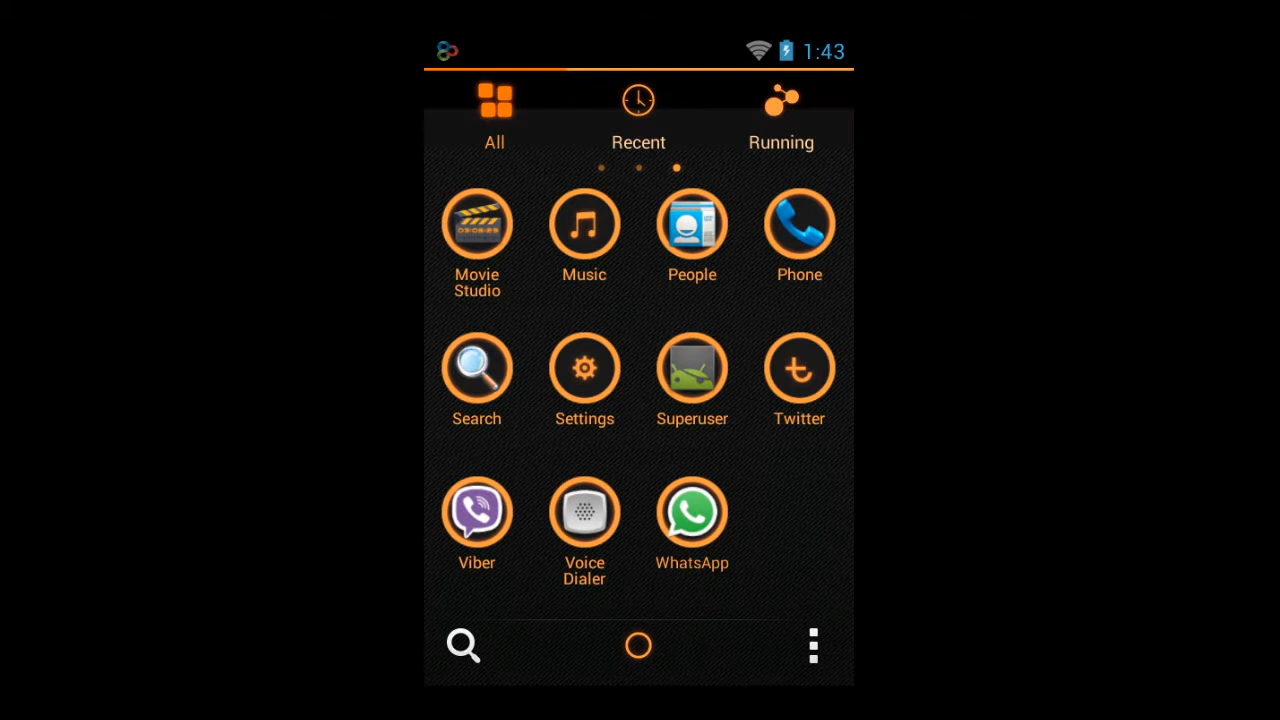 1:43
All
Recent
Running
Movie
Studio
Music
People
Phone
Search
Settings
Superuser
Twitter
Viber
Voice
Dialer
WhatsApp